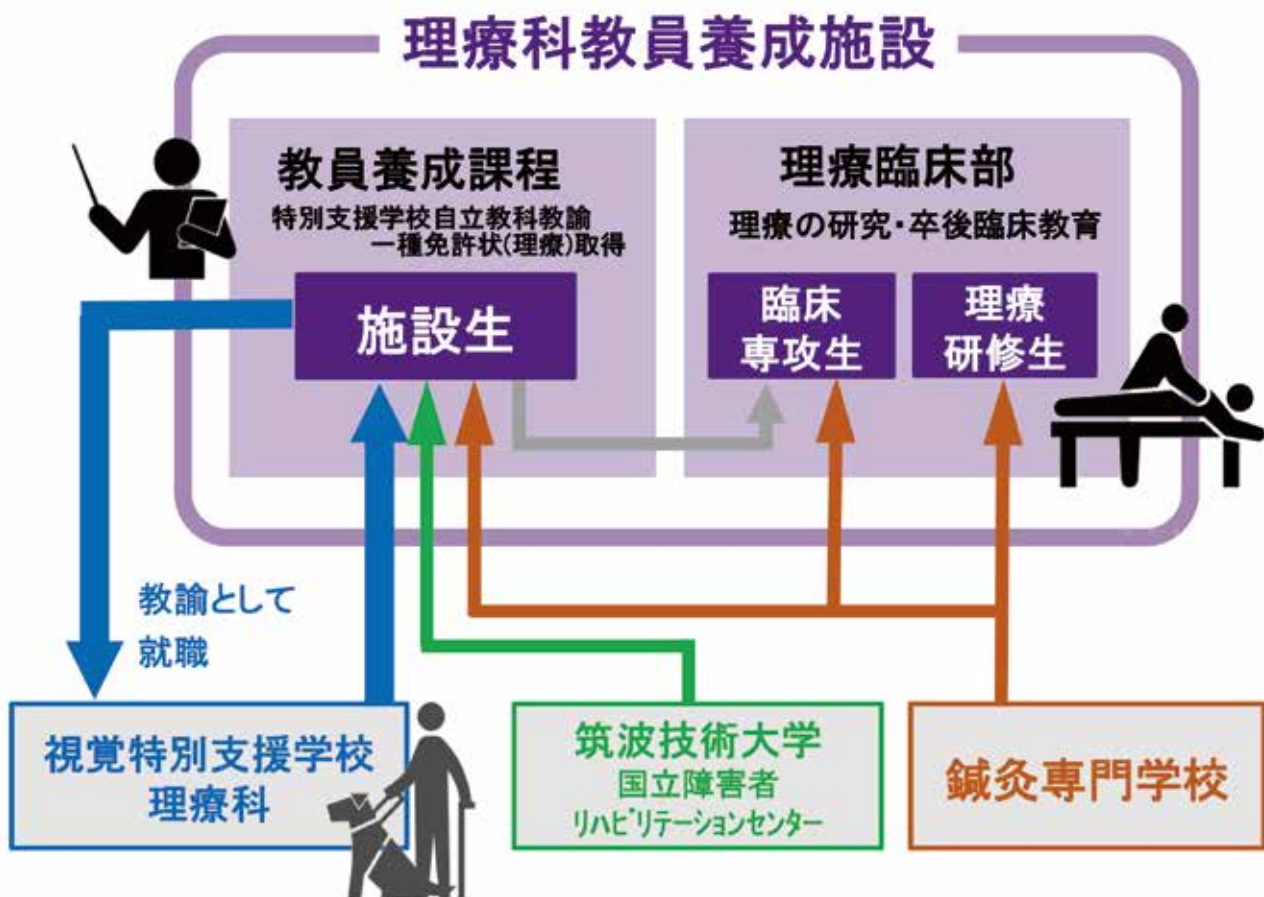 理療科教員養成施設
教員養成課程
特別支援学校自立教科教諭
一種免許状(理療)取得
施設生
理療臨床部
理療の研究・卒後臨床教育
臨床
専攻生
理療
研修生
教諭として
就職
視覚特別支援学校
理療科
筑波技術大学
国立障害者
リハビリテーションセンター
鍼灸専門学校